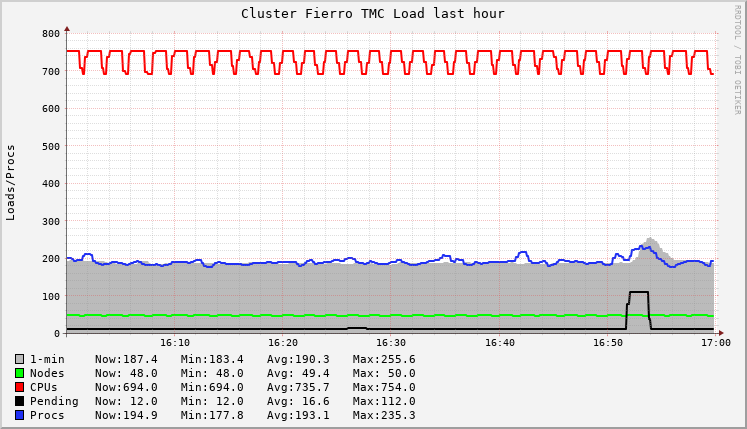 Cluster Fierro TMC Load last hour
RRDTOOL / TOBI OETIKER
Loads/Procs
800
700
600
500
400
300
200
100
0
16:10 16:20 16:30 16:40 16:50 17:00
1-min Now:187.4 Min:183.4 Avg:190.3 Max:255.6
Nodes Now: 48.0 Min: 48.0 Avg: 49.4 Max: 50.0
CPUs Now:694.0 Min:694.0 Avg:735.7 Max:754.0
Pending Now: 12.0 Min: 12.0 Avg: 16.6 Max:112.0
Procs Now:194.9 Min:177.8 Avg:193.1 Max:235.3